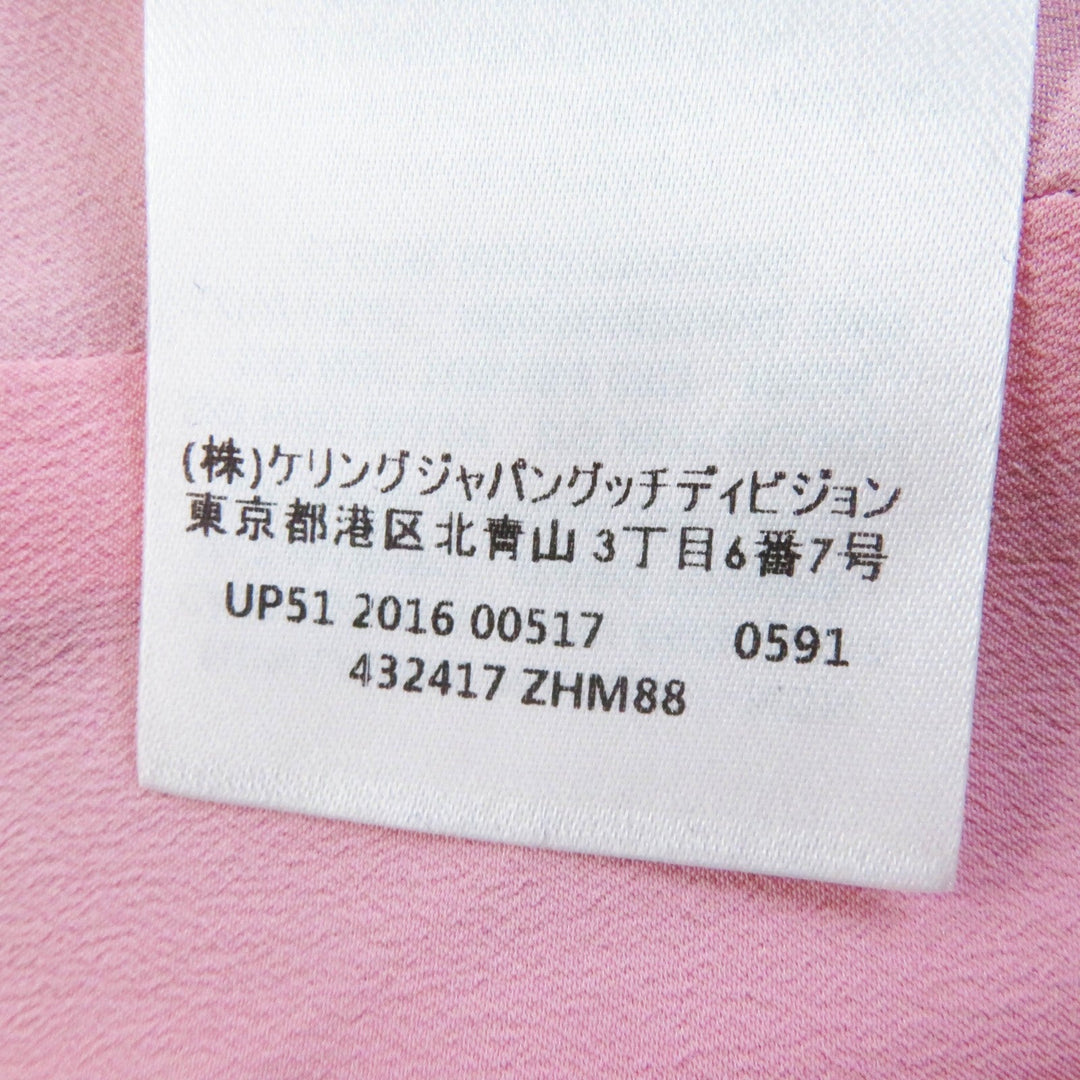 (株)ケリングジャパングッチディビジョン
東京都港区北青山 3丁目6番7号
UP51 2016 00517 0591
432417 ZHM88